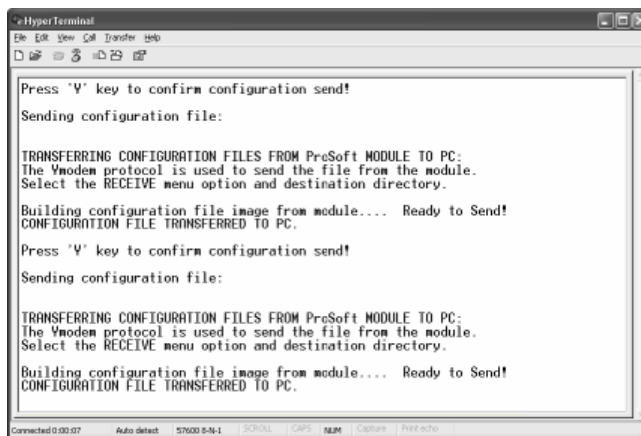 HyperTerminal
File Edit View Call Transfer Help
Press 'Y' key to confirm configuration send!
Sending configuration file:
TRANSFERRING CONFIGURATION FILES FROM ProSoft MODULE TO PC:
The Ymodem protocol is used to send the file from the module.
Select the RECEIVE menu option and destination directory.
Building configuration file image from module.... Ready to Send!
CONFIGURATION FILE TRANSFERRED TO PC.
Press 'Y' key to confirm configuration send!
Sending configuration file:
TRANSFERRING CONFIGURATION FILES FROM ProSoft MODULE TO PC:
The Ymodem protocol is used to send the file from the module.
Select the RECEIVE menu option and destination directory.
Building configuration file image from module.... Ready to Send!
CONFIGURATION FILE TRANSFERRED TO PC.
Connected 0:00:07 Auto detect 57600 8-N-1 SCROLL CAPS NUM Capture Print echo